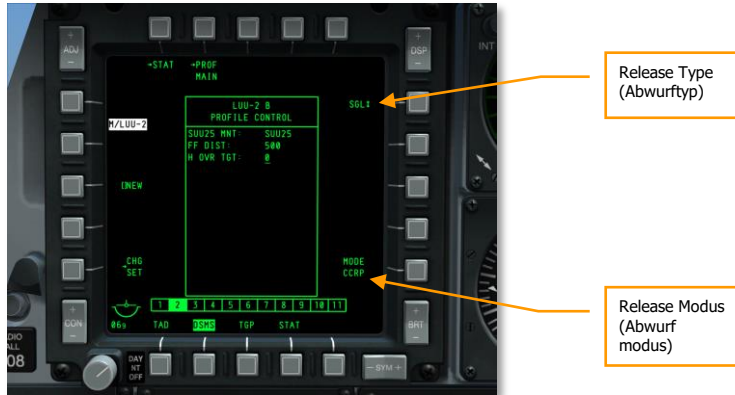 ADJ
DSP
INT
→STAT →PROF
MAIN
LUU-2 B
PROFILE CONTROL
SGL↕
M/LUU-2
SUU25 MNT: SUU25
FF DIST: 500
H OVR TGT: 0
[]NEW
→CHG
SET
MODE
CCRP
1 2 3 4 5 6 7 8 9 10 11
06s TAD DSMS TGP STAT
CON
BRT
ALL
08
DAY
NT
OFF
− SYM +
Release Type
(Abwurftyp)
Release Modus
(Abwurf
modus)